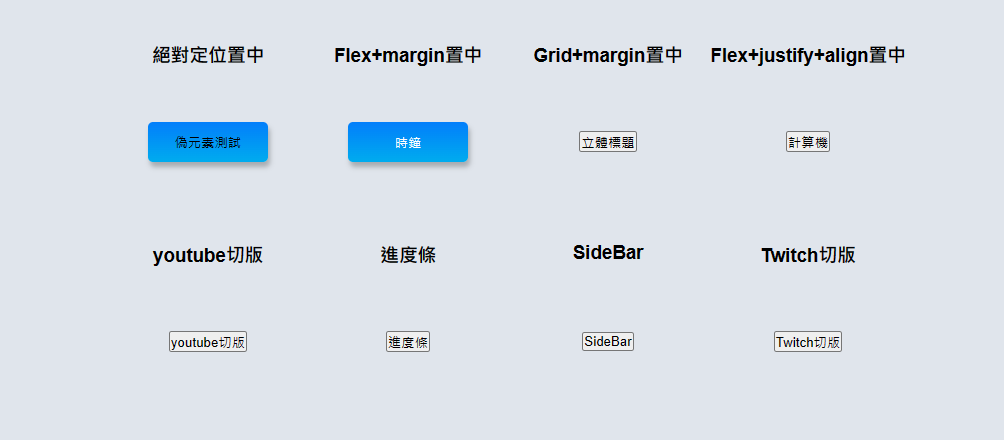 絕對定位置中
Flex+margin置中
Grid+margin置中
Flex+justify+align置中
偽元素測試
時鐘
立體標題
計算機
youtube切版
進度條
SideBar
Twitch切版
youtube切版
進度條
SideBar
Twitch切版